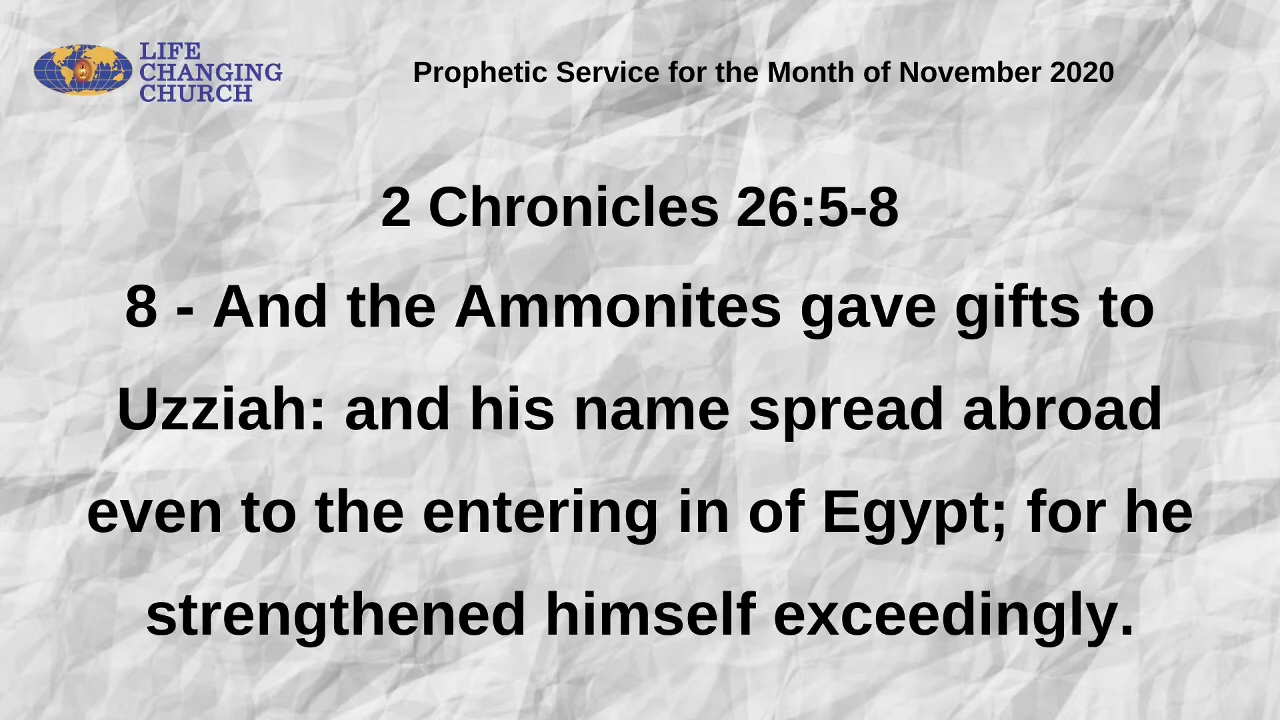 LIFE
CHANGING
CHURCH
Prophetic Service for the Month of November 2020
2 Chronicles 26:5-8
8 - And the Ammonites gave gifts to
Uzziah: and his name spread abroad
even to the entering in of Egypt; for he
strengthened himself exceedingly.